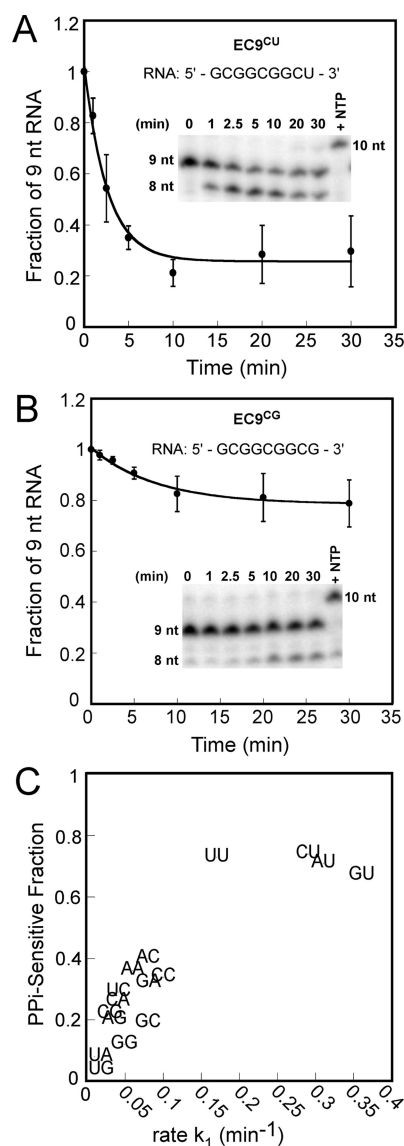 A
EC9^CU
RNA: 5' - GCGGCGGCU - 3'
(min) 0 1 2.5 5 10 20 30 + NTP
10 nt
9 nt
8 nt
Fraction of 9 nt RNA
1.2
1
0.8
0.6
0.4
0.2
0
0 5 10 15 20 25 30 35
Time (min)
B
EC9^CG
RNA: 5' - GCGGCGGCG - 3'
(min) 0 1 2.5 5 10 20 30 + NTP
10 nt
9 nt
8 nt
Fraction of 9 nt RNA
1.2
1
0.8
0.6
0.4
0.2
0
0 5 10 15 20 25 30 35
Time (min)
C
PPi-Sensitive Fraction
1
0.8
0.6
0.4
0.2
0
UU CU
AU
GU
AC
AA CC
GA
UC
CA
CG
AG GC
GG
UA
UG
0 0.05 0.1 0.15 0.2 0.25 0.3 0.35 0.4
rate k₁ (min⁻¹)